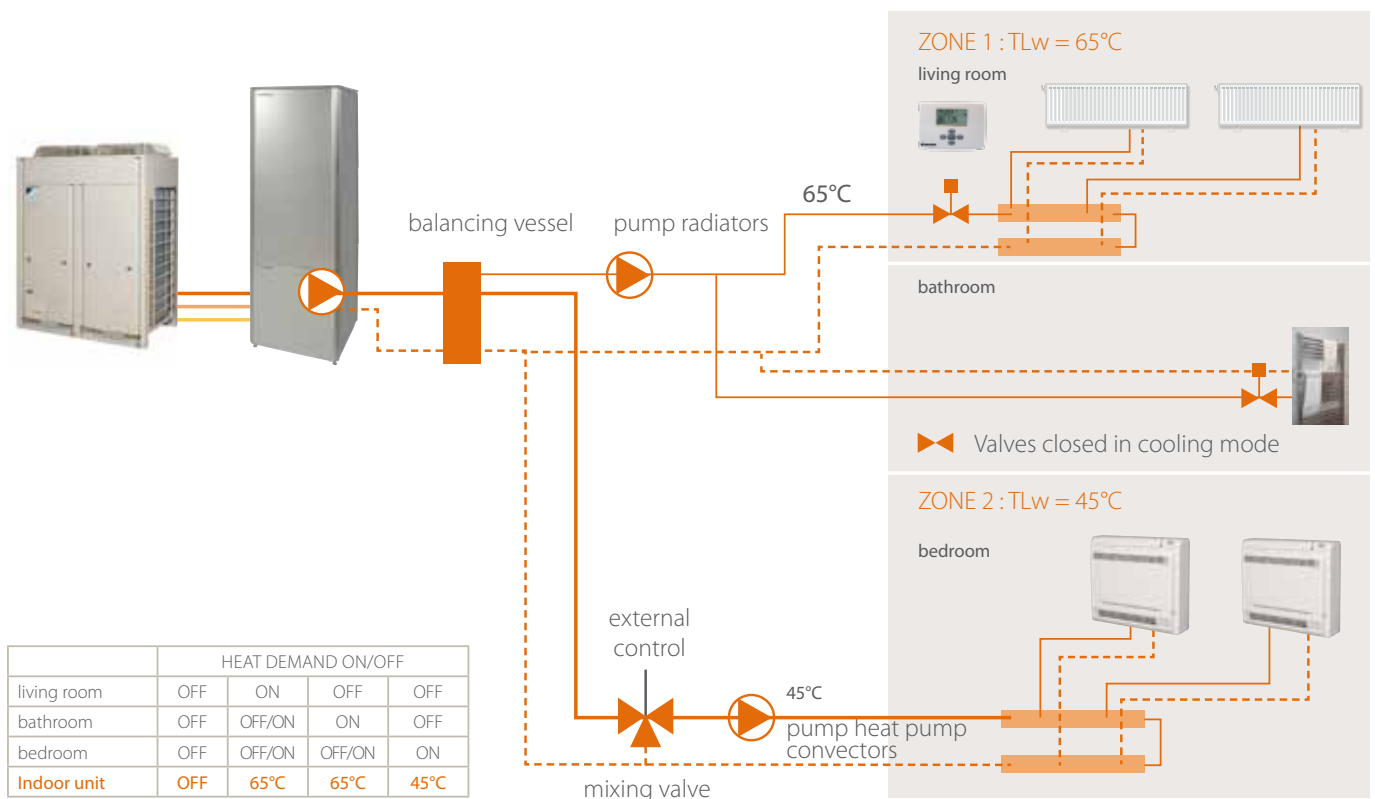 ZONE 1 : TLw = 65°C
living room
65°C
balancing vessel
pump radiators
bathroom
Valves closed in cooling mode
ZONE 2 : TLw = 45°C
bedroom
external
control
45°C
pump heat pump
convectors
mixing valve
HEAT DEMAND ON/OFF
living room OFF ON OFF OFF
bathroom OFF OFF/ON ON OFF
bedroom OFF OFF/ON OFF/ON ON
Indoor unit OFF 65°C 65°C 45°C